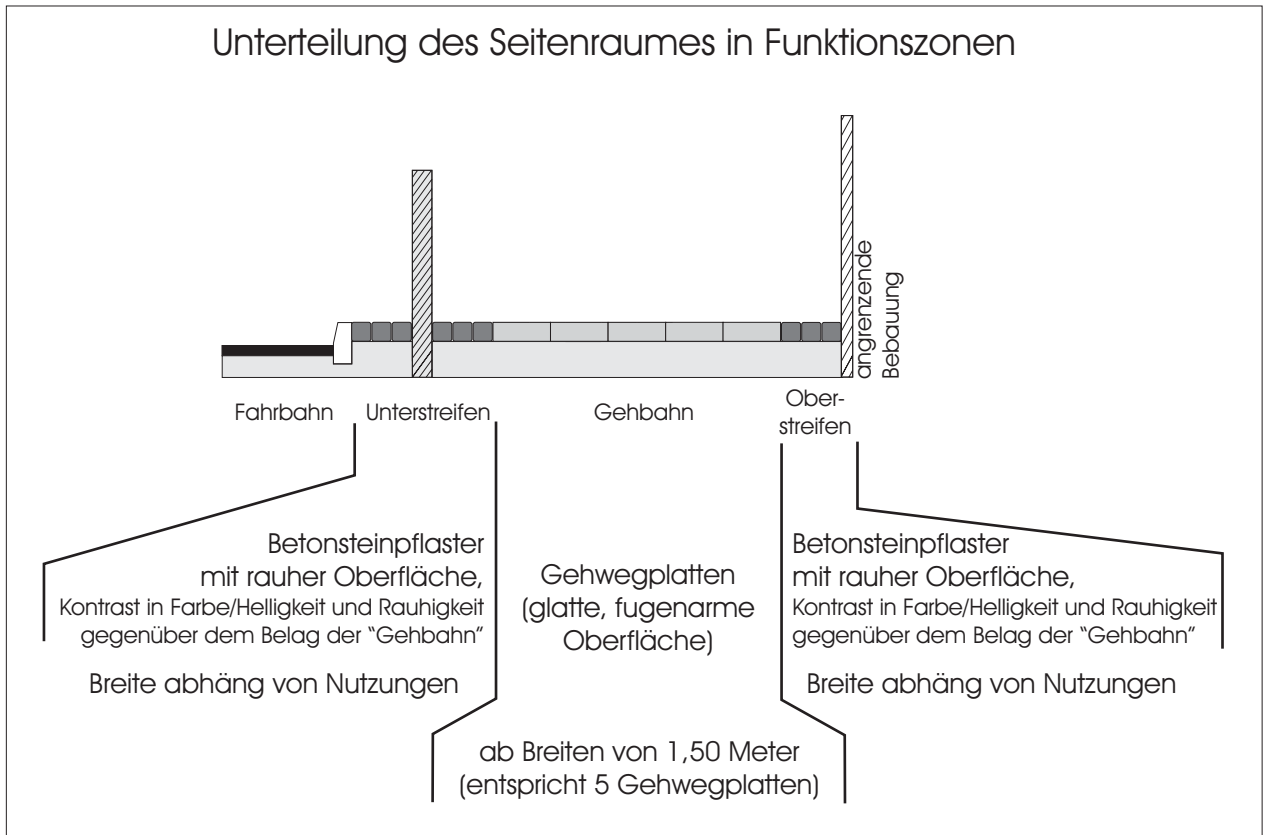 Unterteilung des Seitenraumes in Funktionszonen
angrenzende
Bebauung
Fahrbahn
Unterstreifen
Gehbahn
Ober-
streifen
Betonsteinpflaster
mit rauher Oberfläche,
Kontrast in Farbe/Helligkeit und Rauhigkeit
gegenüber dem Belag der “Gehbahn”
Breite abhäng von Nutzungen
Gehwegplatten
(glatte, fugenarme
Oberfläche)
ab Breiten von 1,50 Meter
(entspricht 5 Gehwegplatten)
Betonsteinpflaster
mit rauher Oberfläche,
Kontrast in Farbe/Helligkeit und Rauhigkeit
gegenüber dem Belag der “Gehbahn”
Breite abhäng von Nutzungen